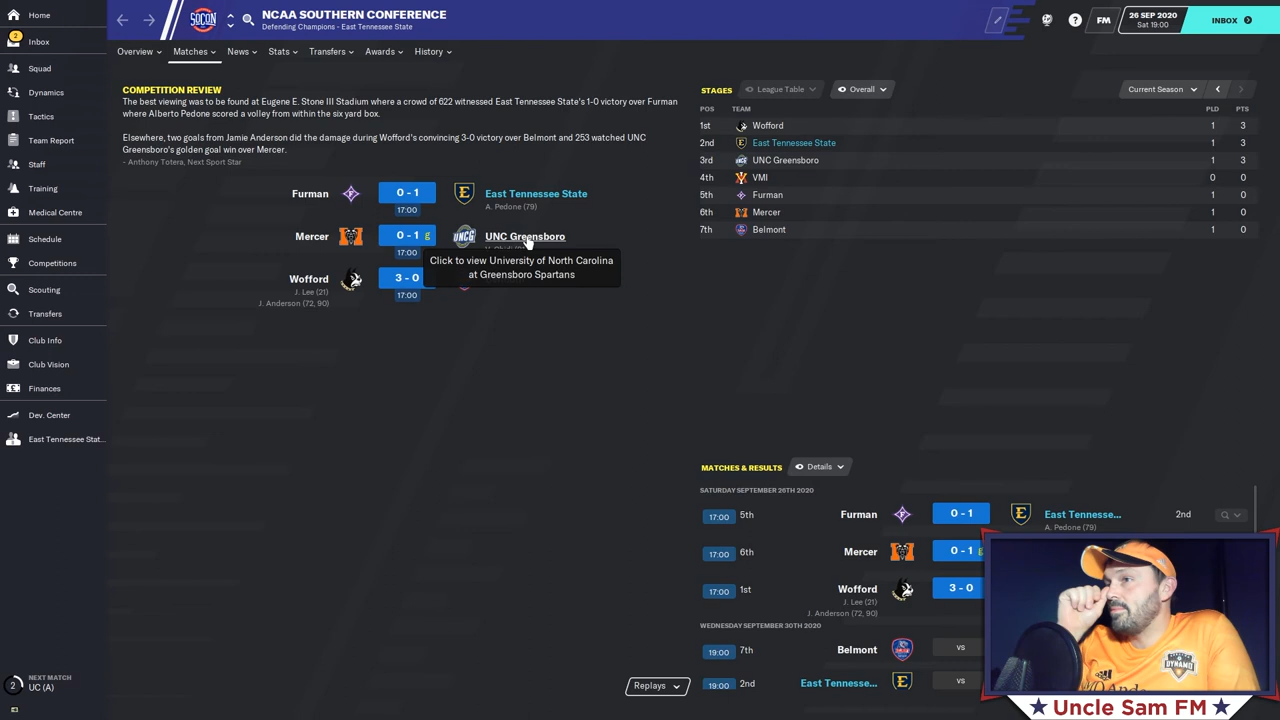 Home
2
Inbox
Squad
Dynamics
Tactics
Team Report
Staff
Training
Medical Centre
Schedule
Competitions
Scouting
Transfers
Club Info
Club Vision
Finances
Dev. Center
East Tennessee Stat...
NEXT MATCH
2 UC (A)
SOCON
NCAA SOUTHERN CONFERENCE
Defending Champions - East Tennessee State
FM
26 SEP 2020
Sat 19:00
INBOX
Overview Matches News Stats Transfers Awards History
COMPETITION REVIEW
The best viewing was to be found at Eugene E. Stone III Stadium where a crowd of 622 witnessed East Tennessee State's 1-0 victory over Furman
where Alberto Pedone scored a volley from within the six yard box.
Elsewhere, two goals from Jamie Anderson did the damage during Wofford's convincing 3-0 victory over Belmont and 253 watched UNC
Greensboro's golden goal win over Mercer.
- Anthony Totera, Next Sport Star
Furman 0 - 1 East Tennessee State
17:00 A. Pedone (79)
Mercer 0 - 1 g UNC Greensboro
17:00
Click to view University of North Carolina
at Greensboro Spartans
Wofford 3 - 0
J. Lee (21)
17:00
J. Anderson (72, 90)
Replays
STAGES League Table Overall Current Season
POS TEAM PLD PTS
1st Wofford 1 3
2nd East Tennessee State 1 3
3rd UNC Greensboro 1 3
4th VMI 0 0
5th Furman 1 0
6th Mercer 1 0
7th Belmont 1 0
MATCHES & RESULTS Details
SATURDAY SEPTEMBER 26TH 2020
17:00 5th Furman 0 - 1 East Tennesse... 2nd
A. Pedone (79)
17:00 6th Mercer 0 - 1 g
17:00 1st Wofford 3 - 0
J. Lee (21)
J. Anderson (72, 90)
WEDNESDAY SEPTEMBER 30TH 2020
19:00 7th Belmont vs
19:00 2nd East Tennesse... vs
DYNAMO
Uncle Sam FM